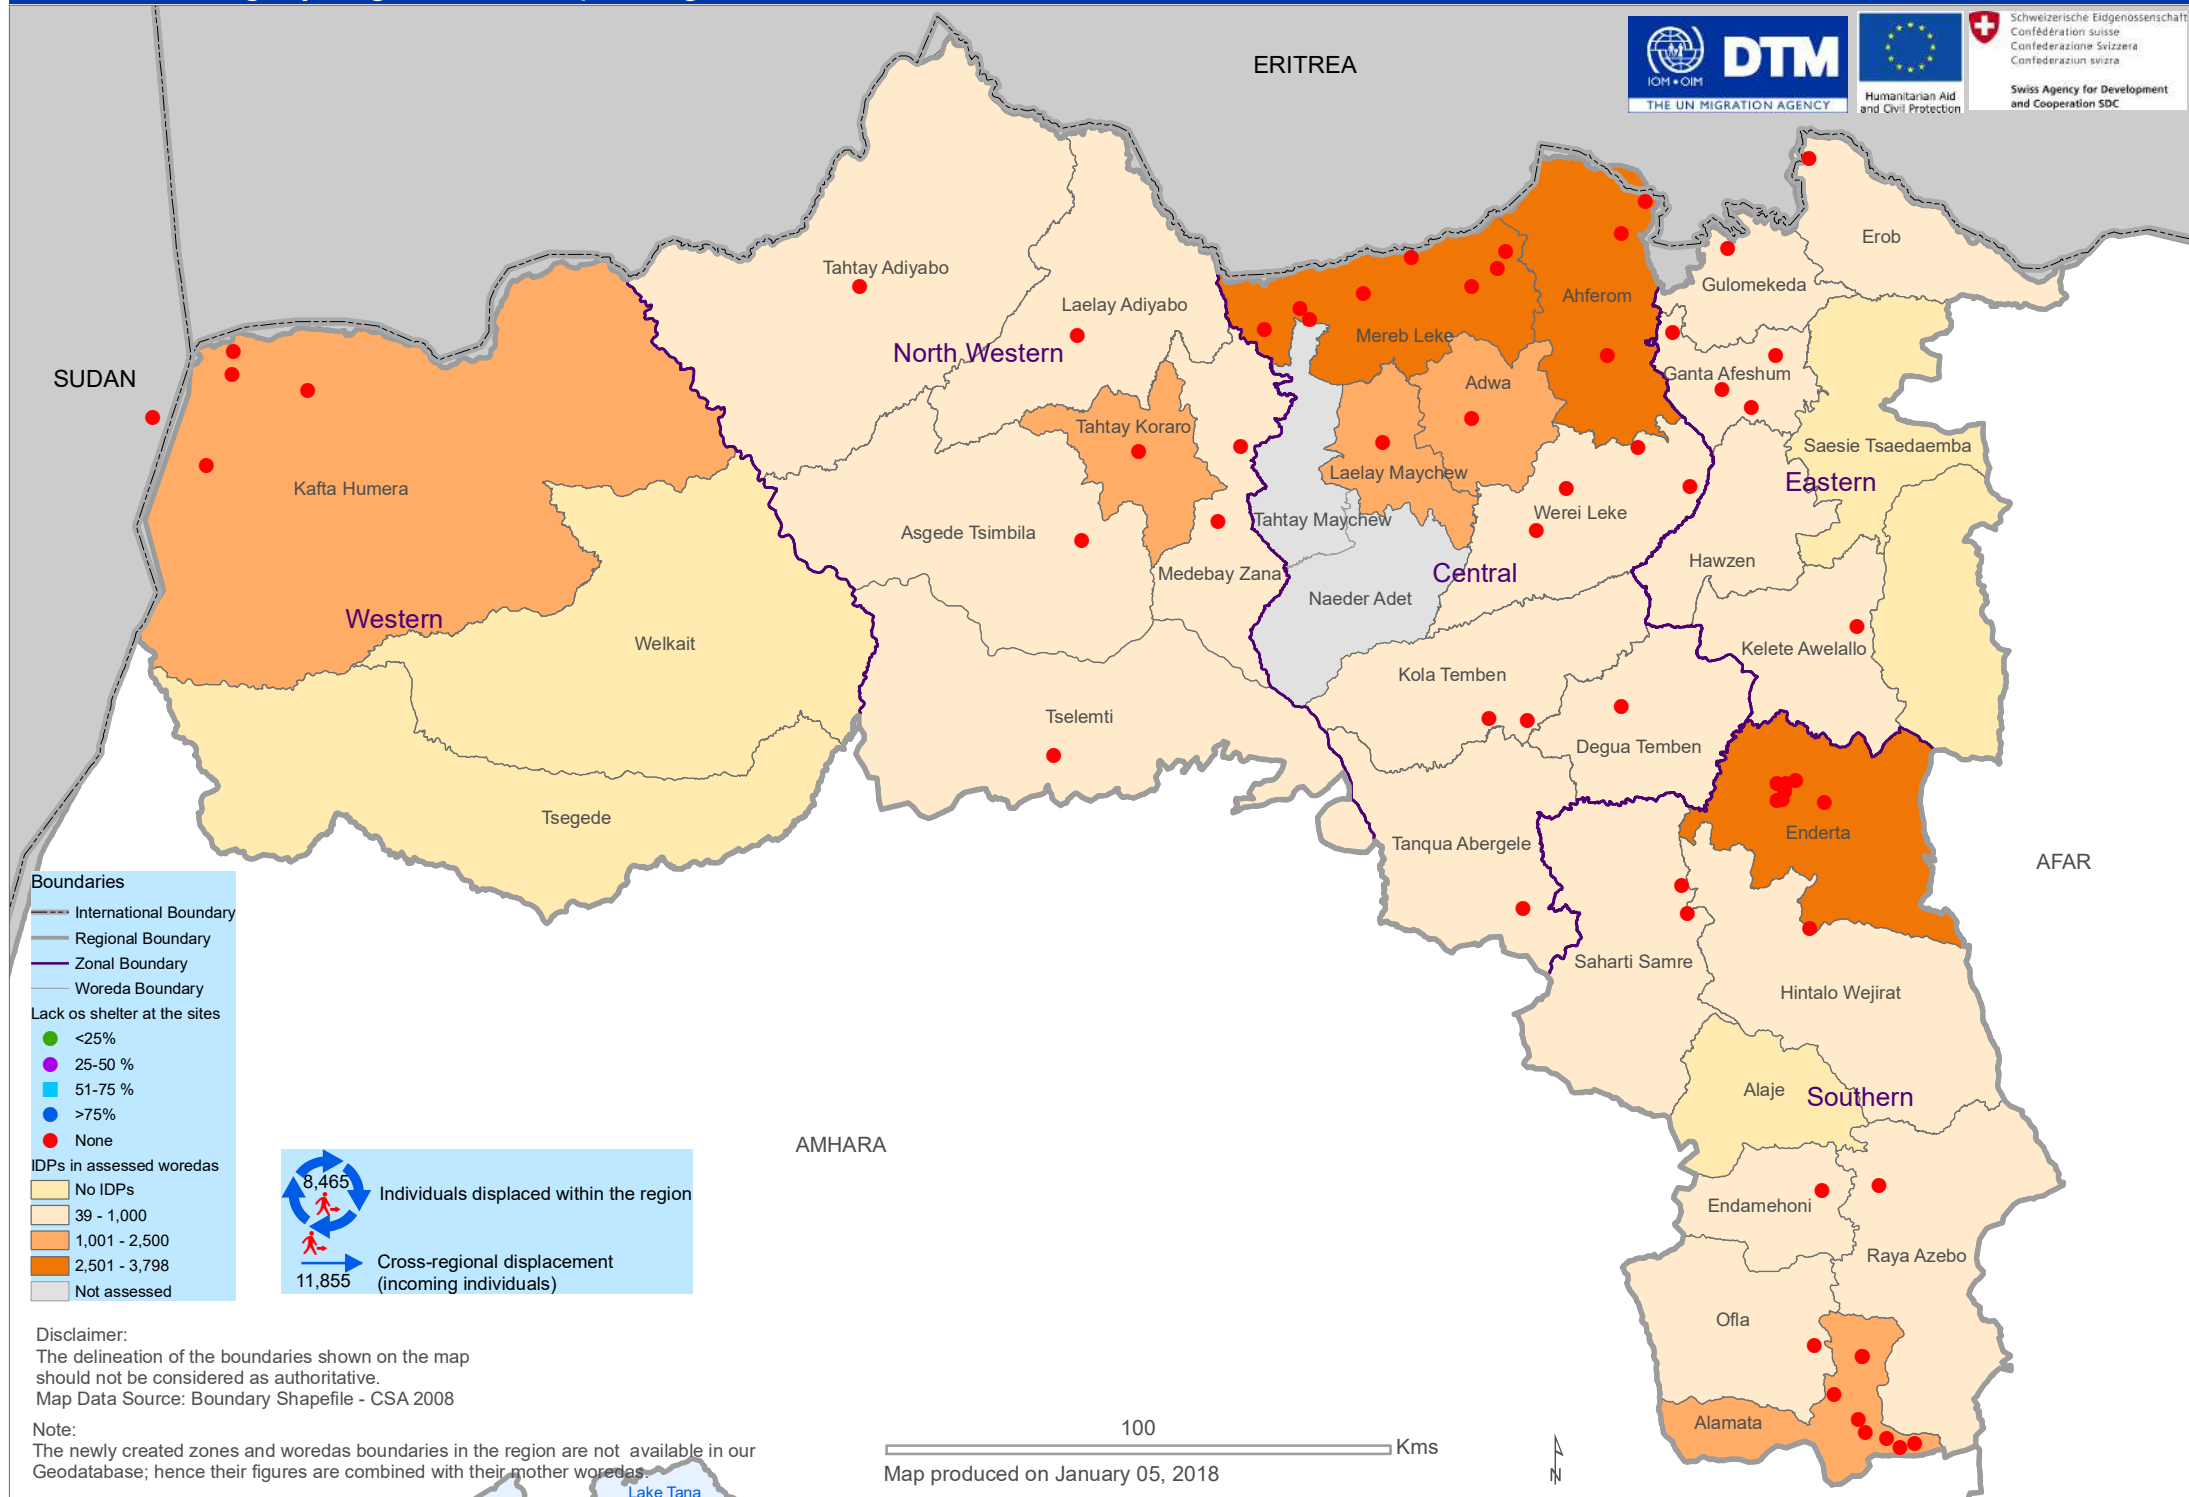 ERITREA
IOM • OIM
DTM
THE UN MIGRATION AGENCY
Humanitarian Aid
and Civil Protection
Schweizerische Eidgenossenschaft
Confédération suisse
Confederazione Svizzera
Confederaziun svizra
Swiss Agency for Development
and Cooperation SDC
Erob
Tahtay Adiyabo
Gulomekeda
Ahferom
Laelay Adiyabo
Mereb Leke
North Western
SUDAN
Ganta Afeshum
Adwa
Tahtay Koraro
Saesie Tsaedaemba
Laelay Maychew
Eastern
Kafta Humera
Werei Leke
Tahtay Maychew
Asgede Tsimbila
Hawzen
Medebay Zana
Central
Naeder Adet
Western
Welkait
Kelete Awelallo
Kola Temben
Tselemti
Degua Temben
Tsegede
Enderta
Tanqua Abergele
AFAR
Saharti Samre
Hintalo Wejirat
Alaje
Southern
AMHARA
Endamehoni
Raya Azebo
Ofla
Alamata
Boundaries
International Boundary
Regional Boundary
Zonal Boundary
Woreda Boundary
Lack os shelter at the sites
<25%
25-50 %
51-75 %
>75%
None
IDPs in assessed woredas
No IDPs
39 - 1,000
1,001 - 2,500
2,501 - 3,798
Not assessed
8,465
Individuals displaced within the region
Cross-regional displacement
11,855
(incoming individuals)
Disclaimer:
The delineation of the boundaries shown on the map
should not be considered as authoritative.
Map Data Source: Boundary Shapefile - CSA 2008
Note:
The newly created zones and woredas boundaries in the region are not available in our
Geodatabase; hence their figures are combined with their mother woredas.
Lake Tana
100
Kms
Map produced on January 05, 2018
N